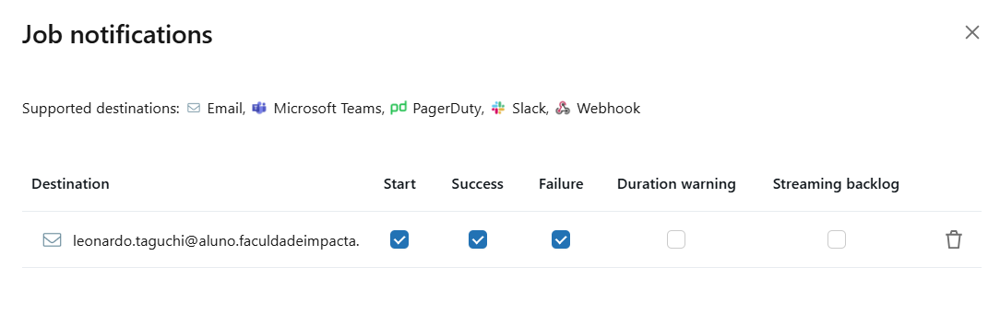 Job notifications
Supported destinations: Email, Microsoft Teams, pd PagerDuty, Slack, Webhook
Destination Start Success Failure Duration warning Streaming backlog
leonardo.taguchi@aluno.faculdadeimpacta.